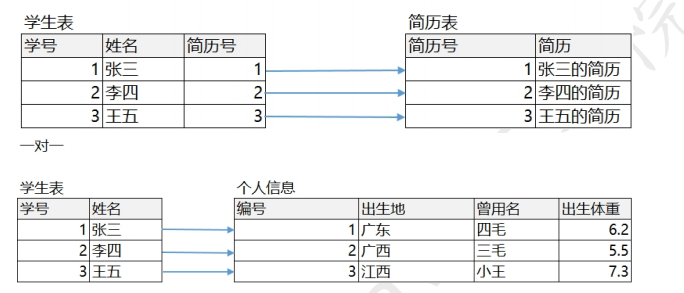 学生表 简历表
学号 姓名 简历号 简历号 简历
1 张三 1 1 张三的简历
2 李四 2 2 李四的简历
3 王五 3 3 王五的简历
一对一
学生表 个人信息
学号 姓名 编号 出生地 曾用名 出生体重
1 张三 1 广东 四毛 6.2
2 李四 2 广西 三毛 5.5
3 王五 3 江西 小王 7.3
院